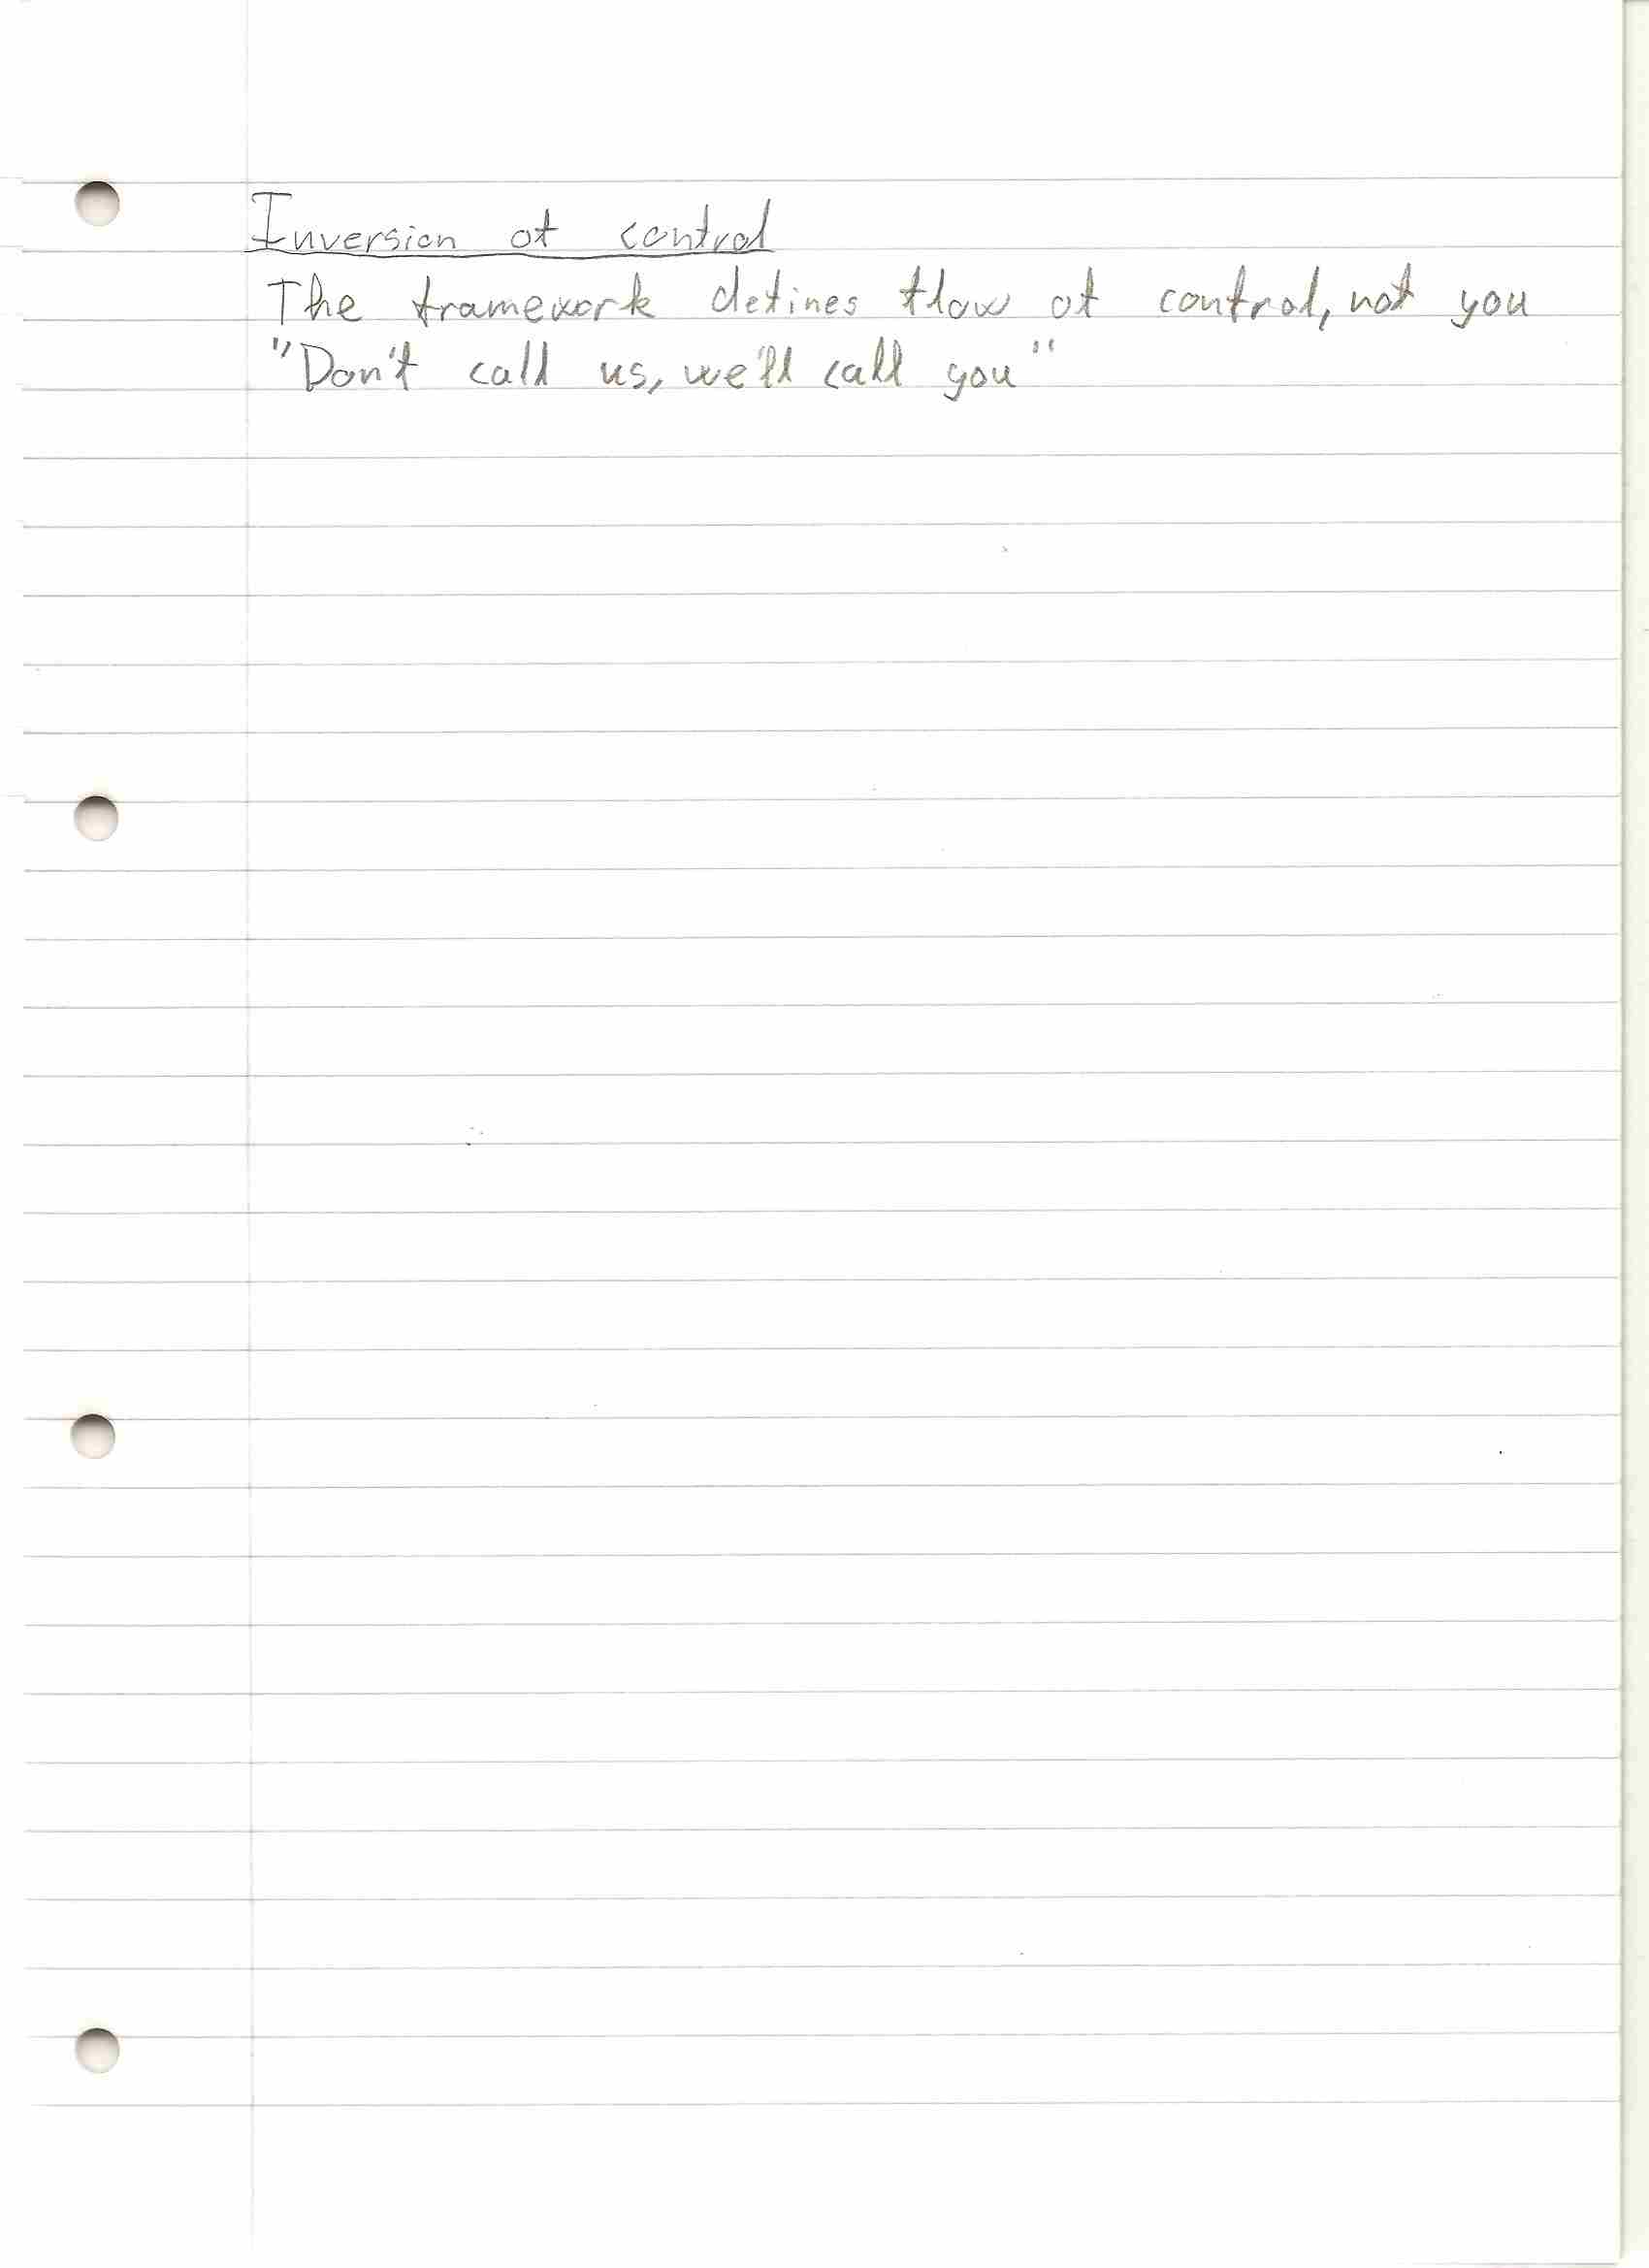 Inversion of control
The framework defines flow of control, not you
"Don't call us, we'll call you"